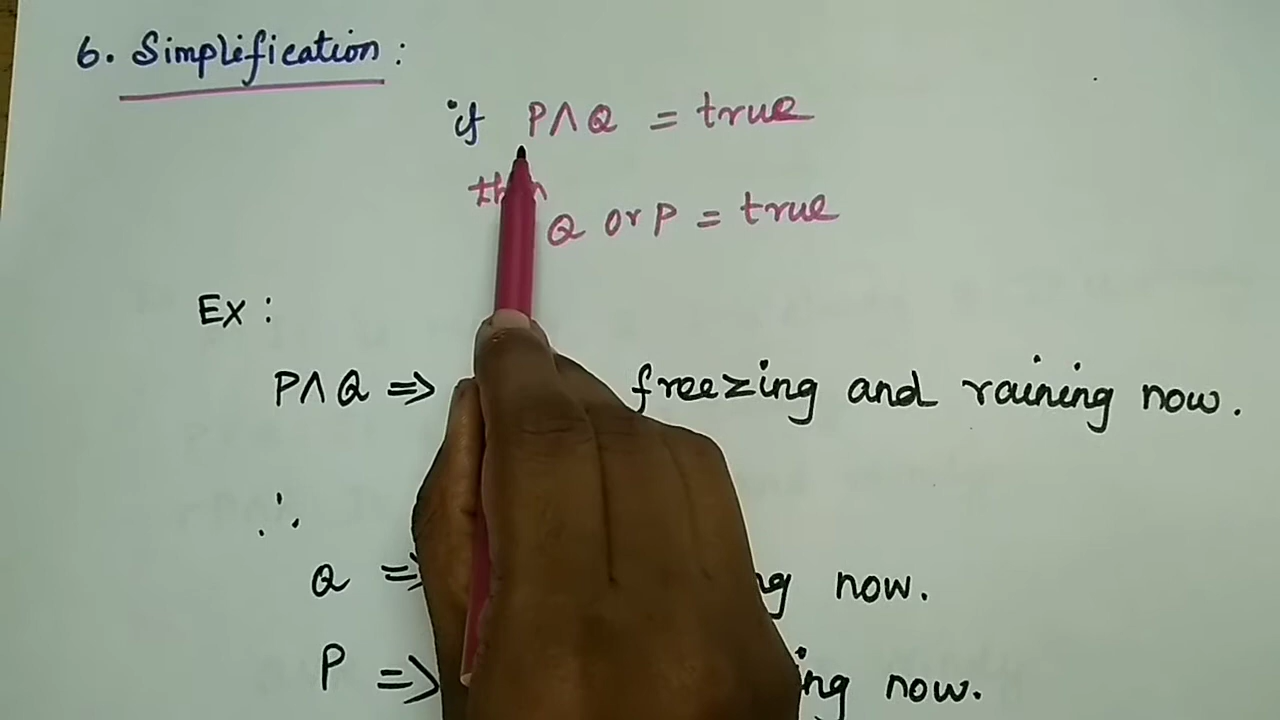 6. Simplification:
if P∧Q = true
Q or P = true
Ex:
P∧Q => freezing and raining now.
∴
Q => now.
P => now.